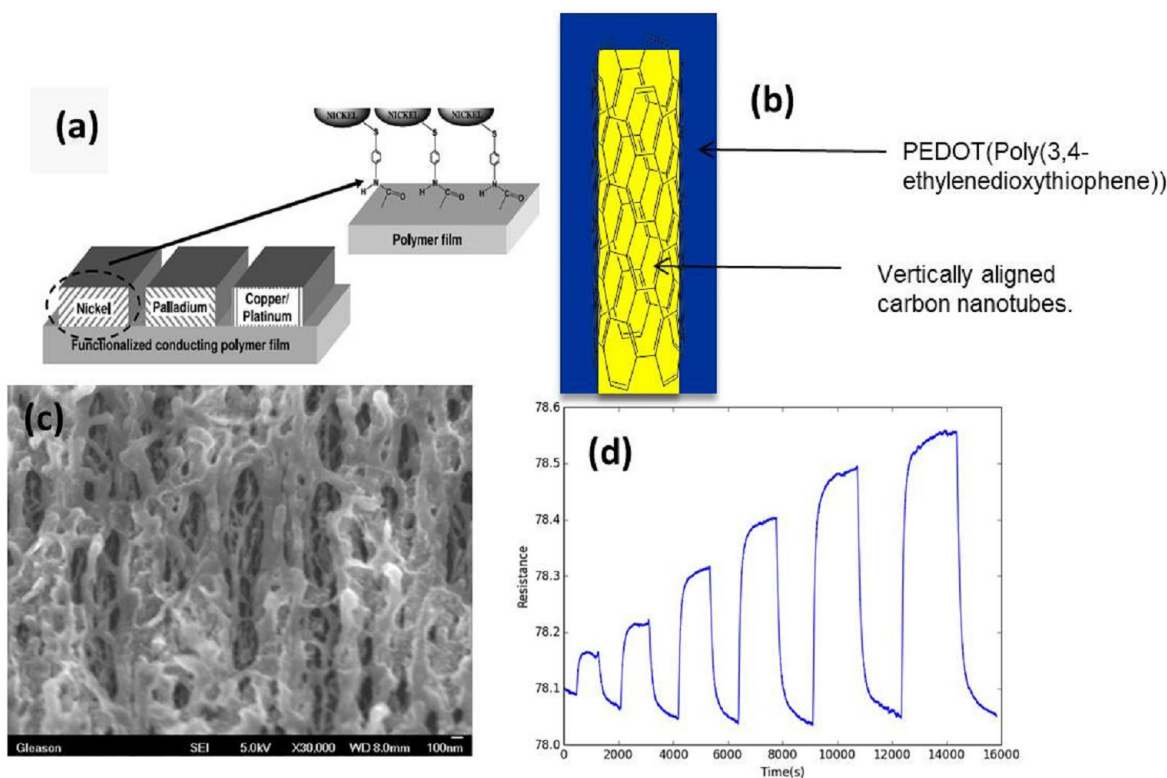 (a)
NICKEL NICKEL NICKEL
S S S
H N C O N C O N C O
H H
Polymer film
Nickel
Palladium
Copper/
Platinum
Functionalized conducting polymer film
(b)
PEDOT(Poly(3,4-
ethylenedioxythiophene))
Vertically aligned
carbon nanotubes.
(c)
Gleason SEI 5.0kV X30,000 WD 8.0mm 100nm
(d)
78.6
78.5
78.4
78.3
78.2
78.1
78.0
Resistance
0 2000 4000 6000 8000 10000 12000 14000 16000
Time(s)